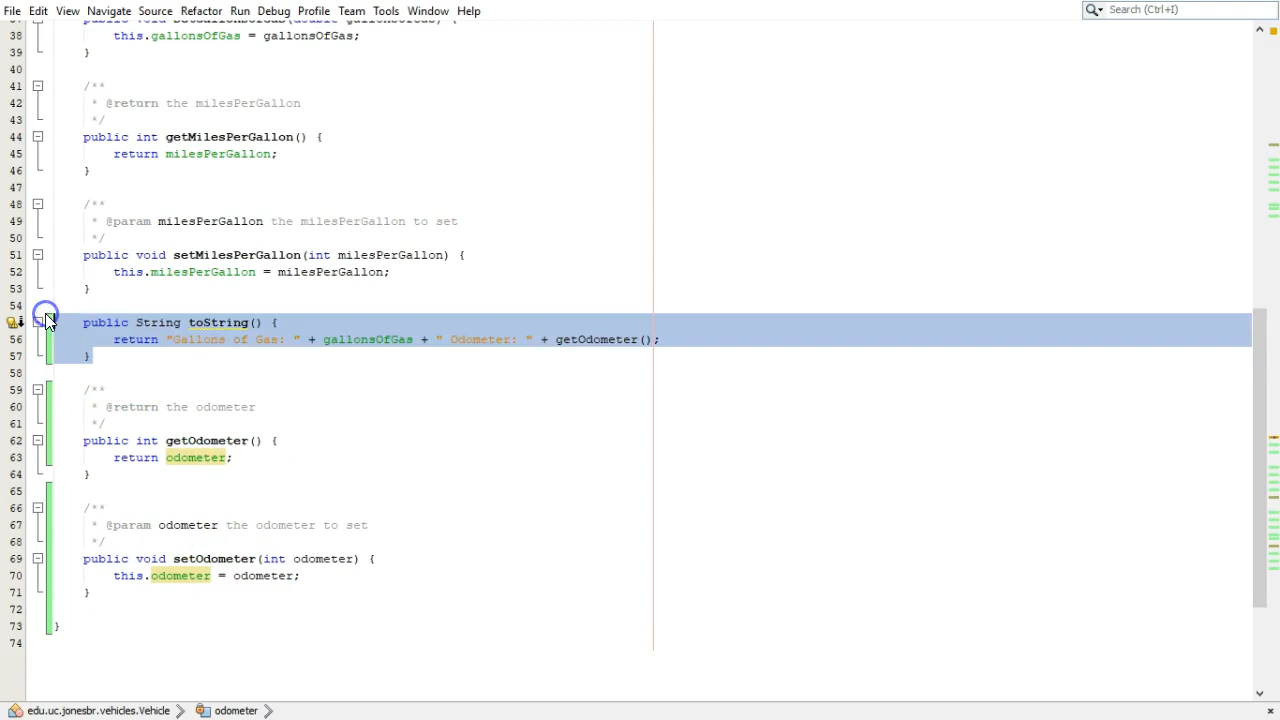 File Edit View Navigate Source Refactor Run Debug Profile Team Tools Window Help Search (Ctrl+I)
38 this.gallonsOfGas = gallonsOfGas;
39 }
40
41 /**
42 * @return the milesPerGallon
43 */
44 public int getMilesPerGallon() {
45 return milesPerGallon;
46 }
47
48 /**
49 * @param milesPerGallon the milesPerGallon to set
50 */
51 public void setMilesPerGallon(int milesPerGallon) {
52 this.milesPerGallon = milesPerGallon;
53 }
54
public String toString() {
56 return "Gallons of Gas: " + gallonsOfGas + " Odometer: " + getOdometer();
57 }
58
59 /**
60 * @return the odometer
61 */
62 public int getOdometer() {
63 return odometer;
64 }
65
66 /**
67 * @param odometer the odometer to set
68 */
69 public void setOdometer(int odometer) {
70 this.odometer = odometer;
71 }
72
73 }
74
edu.uc.jonesbr.vehicles.Vehicle odometer